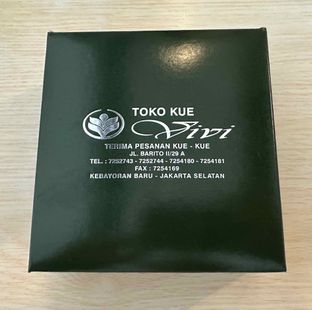 TOKO KUE
Vivi
TERIMA PESANAN KUE - KUE
JL. BARITO II/29 A
TEL. : 7252743 - 7252744 - 7254180 - 7254181
FAX : 7254169
KEBAYORAN BARU - JAKARTA SELATAN